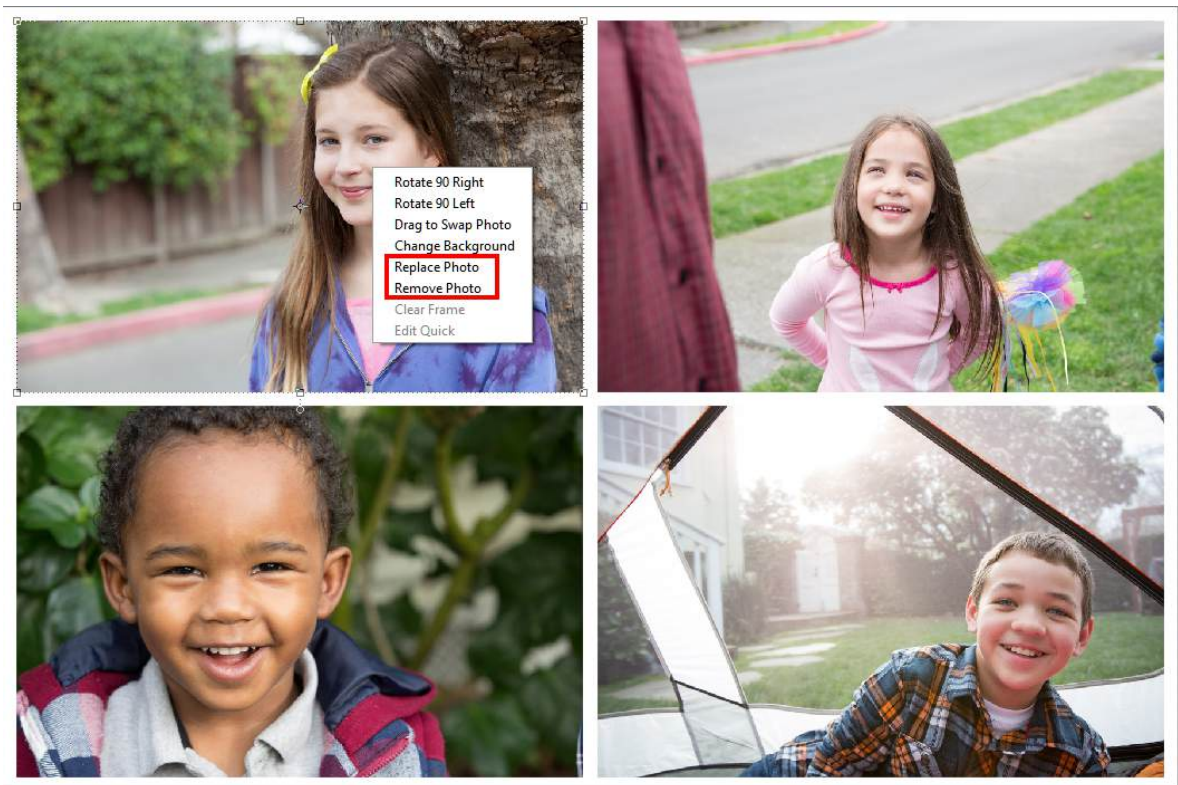 Rotate 90 Right
Rotate 90 Left
Drag to Swap Photo
Change Background
Replace Photo
Remove Photo
Clear Frame
Edit Quick